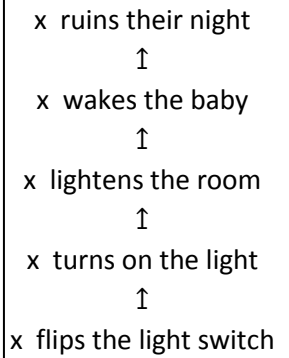 x ruins their night
↥
x wakes the baby
↥
x lightens the room
↥
x turns on the light
↥
x flips the light switch